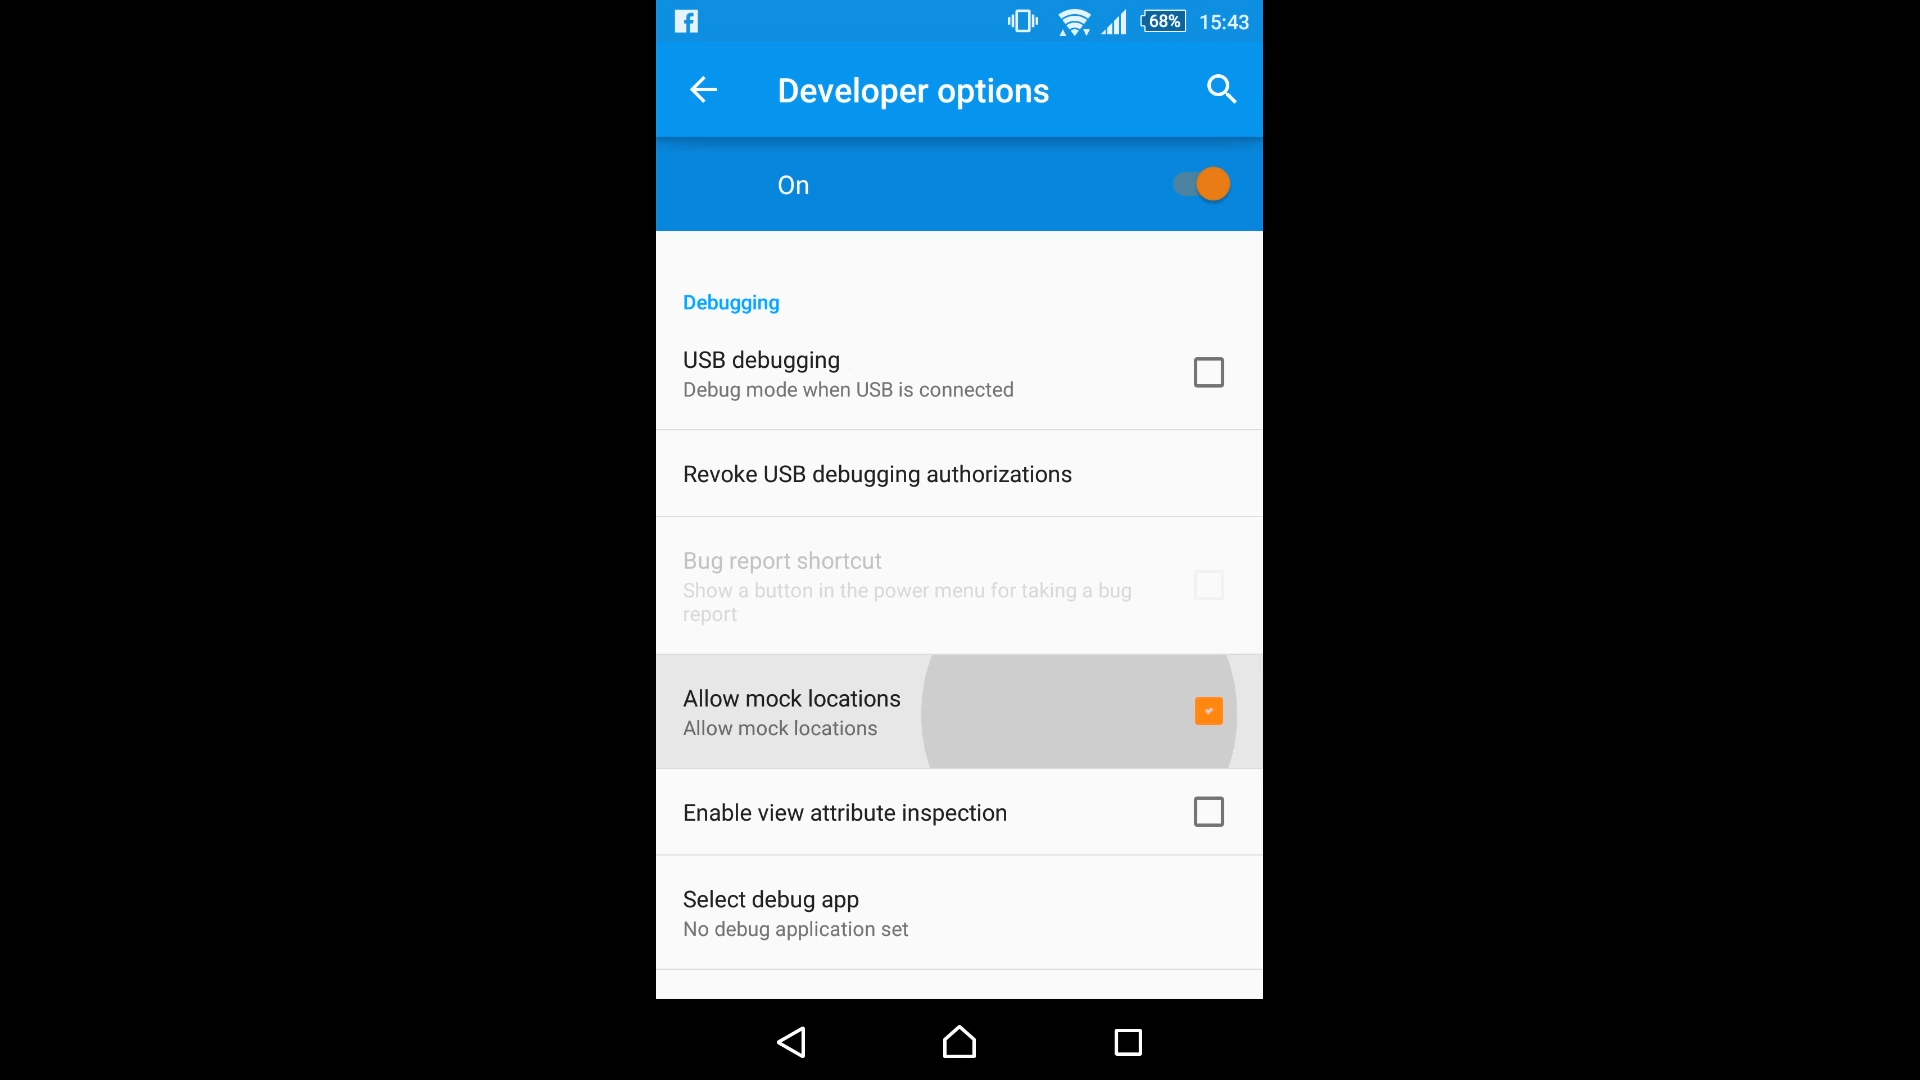 68% 15:43
Developer options
On
Debugging
USB debugging
Debug mode when USB is connected
Revoke USB debugging authorizations
Bug report shortcut
Show a button in the power menu for taking a bug
report
Allow mock locations
Allow mock locations
Enable view attribute inspection
Select debug app
No debug application set